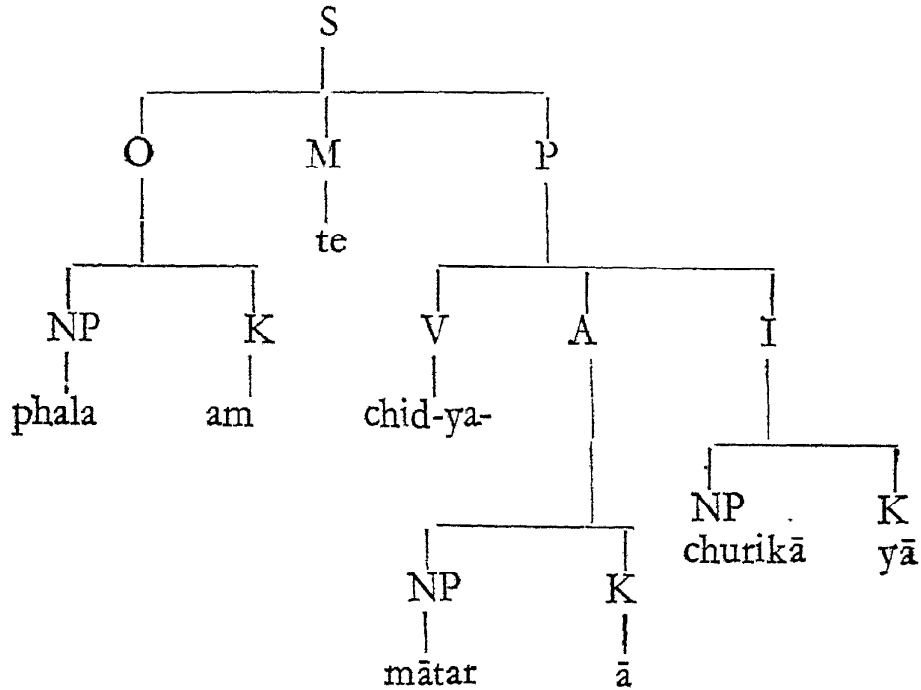 S
O M P
te
NP K V A I
phala am chid-ya-
NP K
churikā yā
NP K
mātar ā